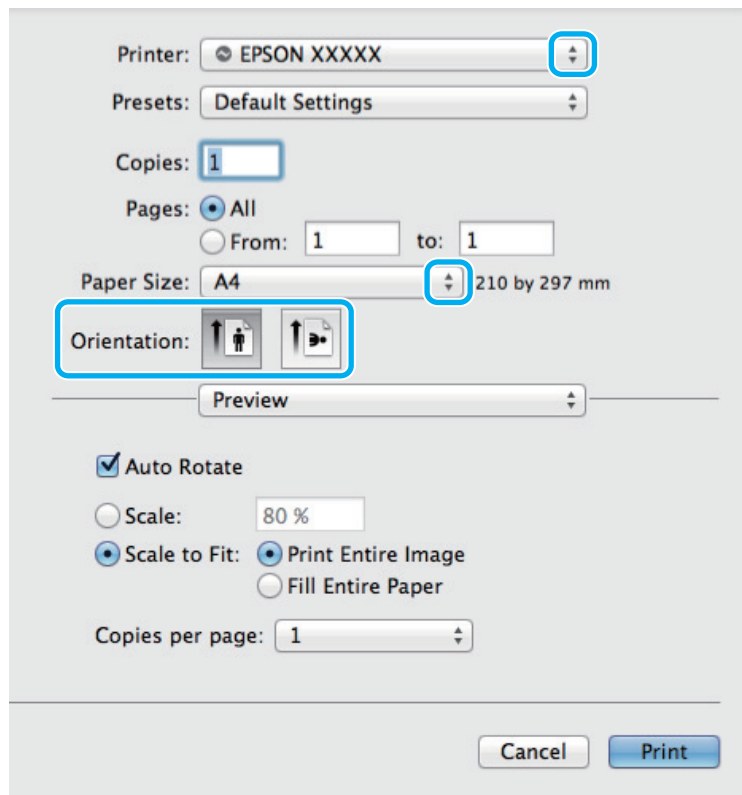 Printer: EPSON XXXXX
Presets: Default Settings
Copies: 1
Pages: All
From: 1 to: 1
Paper Size: A4 210 by 297 mm
Orientation:
Preview
Auto Rotate
Scale: 80 %
Scale to Fit: Print Entire Image
Fill Entire Paper
Copies per page: 1
Cancel Print